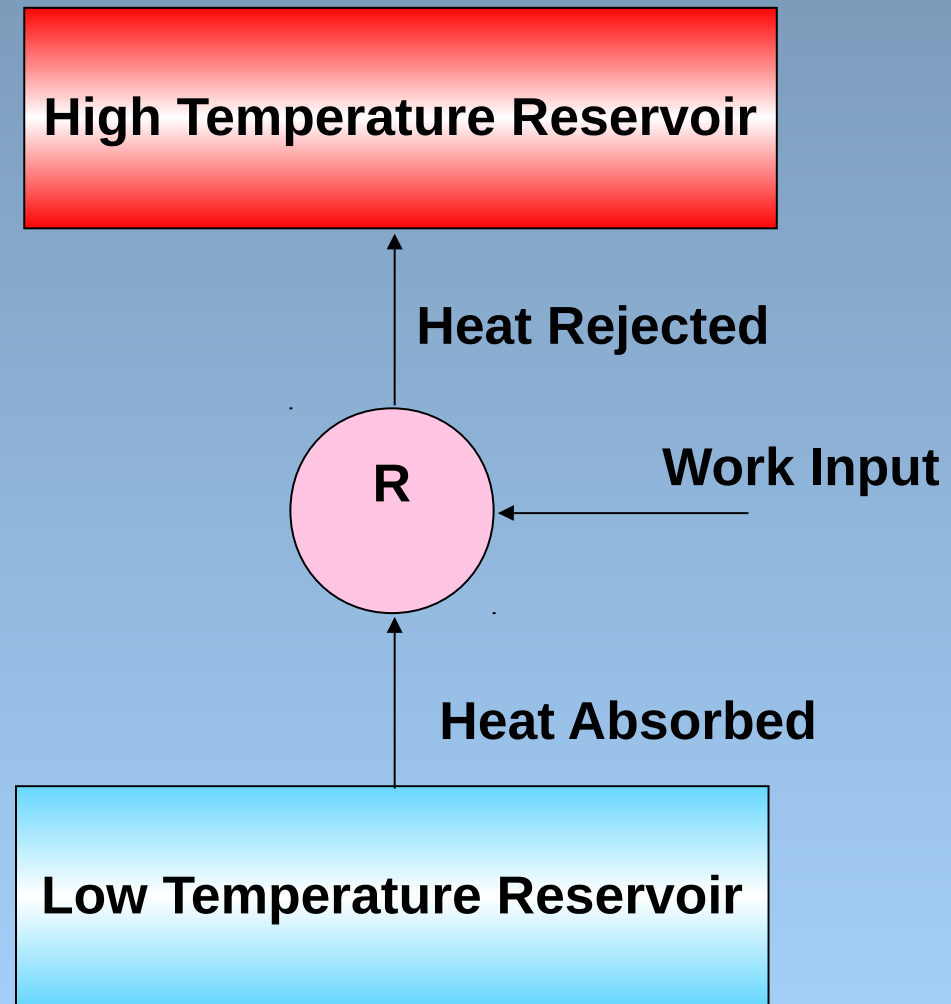 High Temperature Reservoir
Heat Rejected
R
Work Input
Heat Absorbed
Low Temperature Reservoir